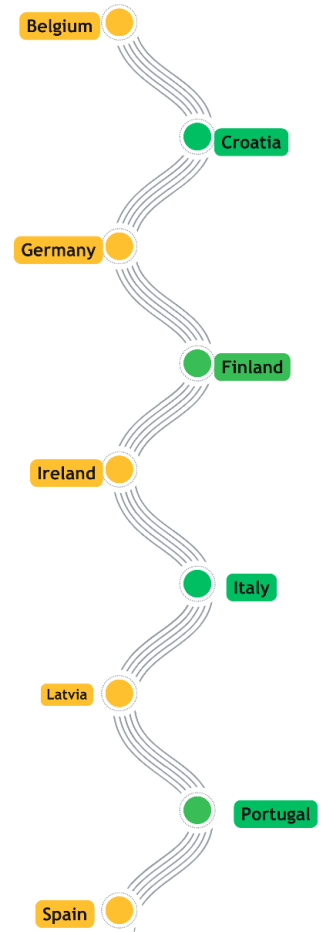 Belgium
Croatia
Germany
Finland
Ireland
Italy
Latvia
Portugal
Spain